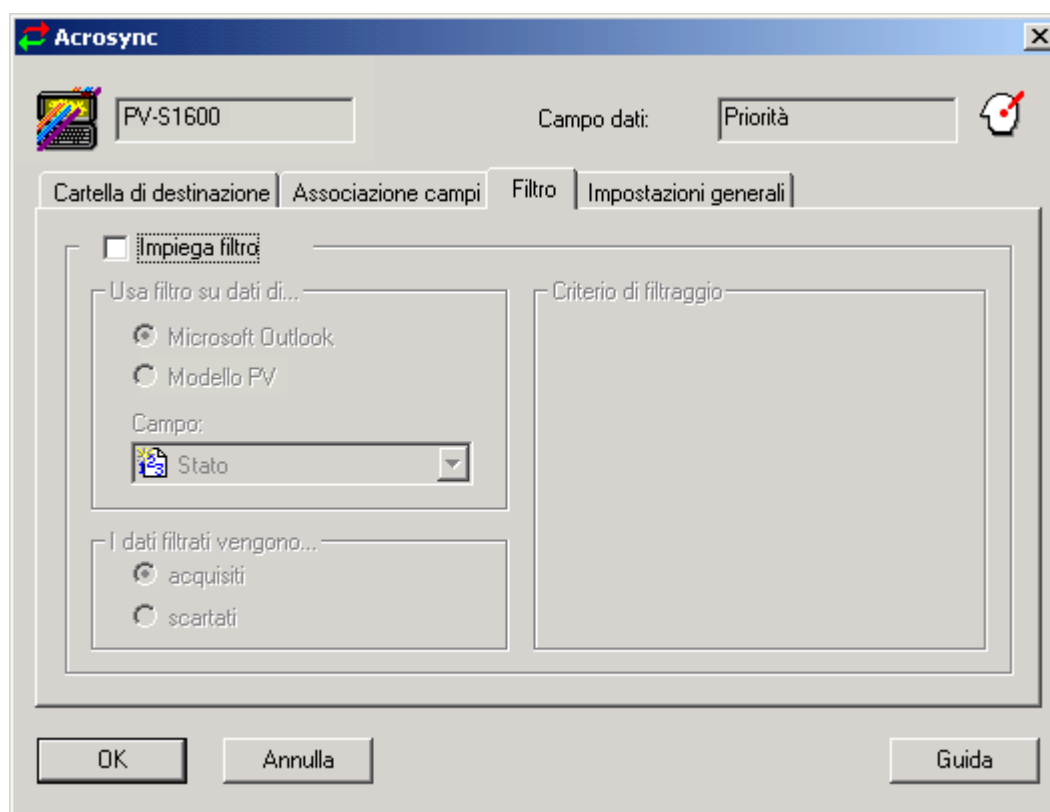 Acrosync
PV-S1600
Campo dati:
Priorità
Cartella di destinazione
Associazione campi
Filtro
Impostazioni generali
Impiega filtro
Usa filtro su dati di...
Criterio di filtraggio
Microsoft Outlook
Modello PV
Campo:
Stato
I dati filtrati vengono...
acquisiti
scartati
OK
Annulla
Guida